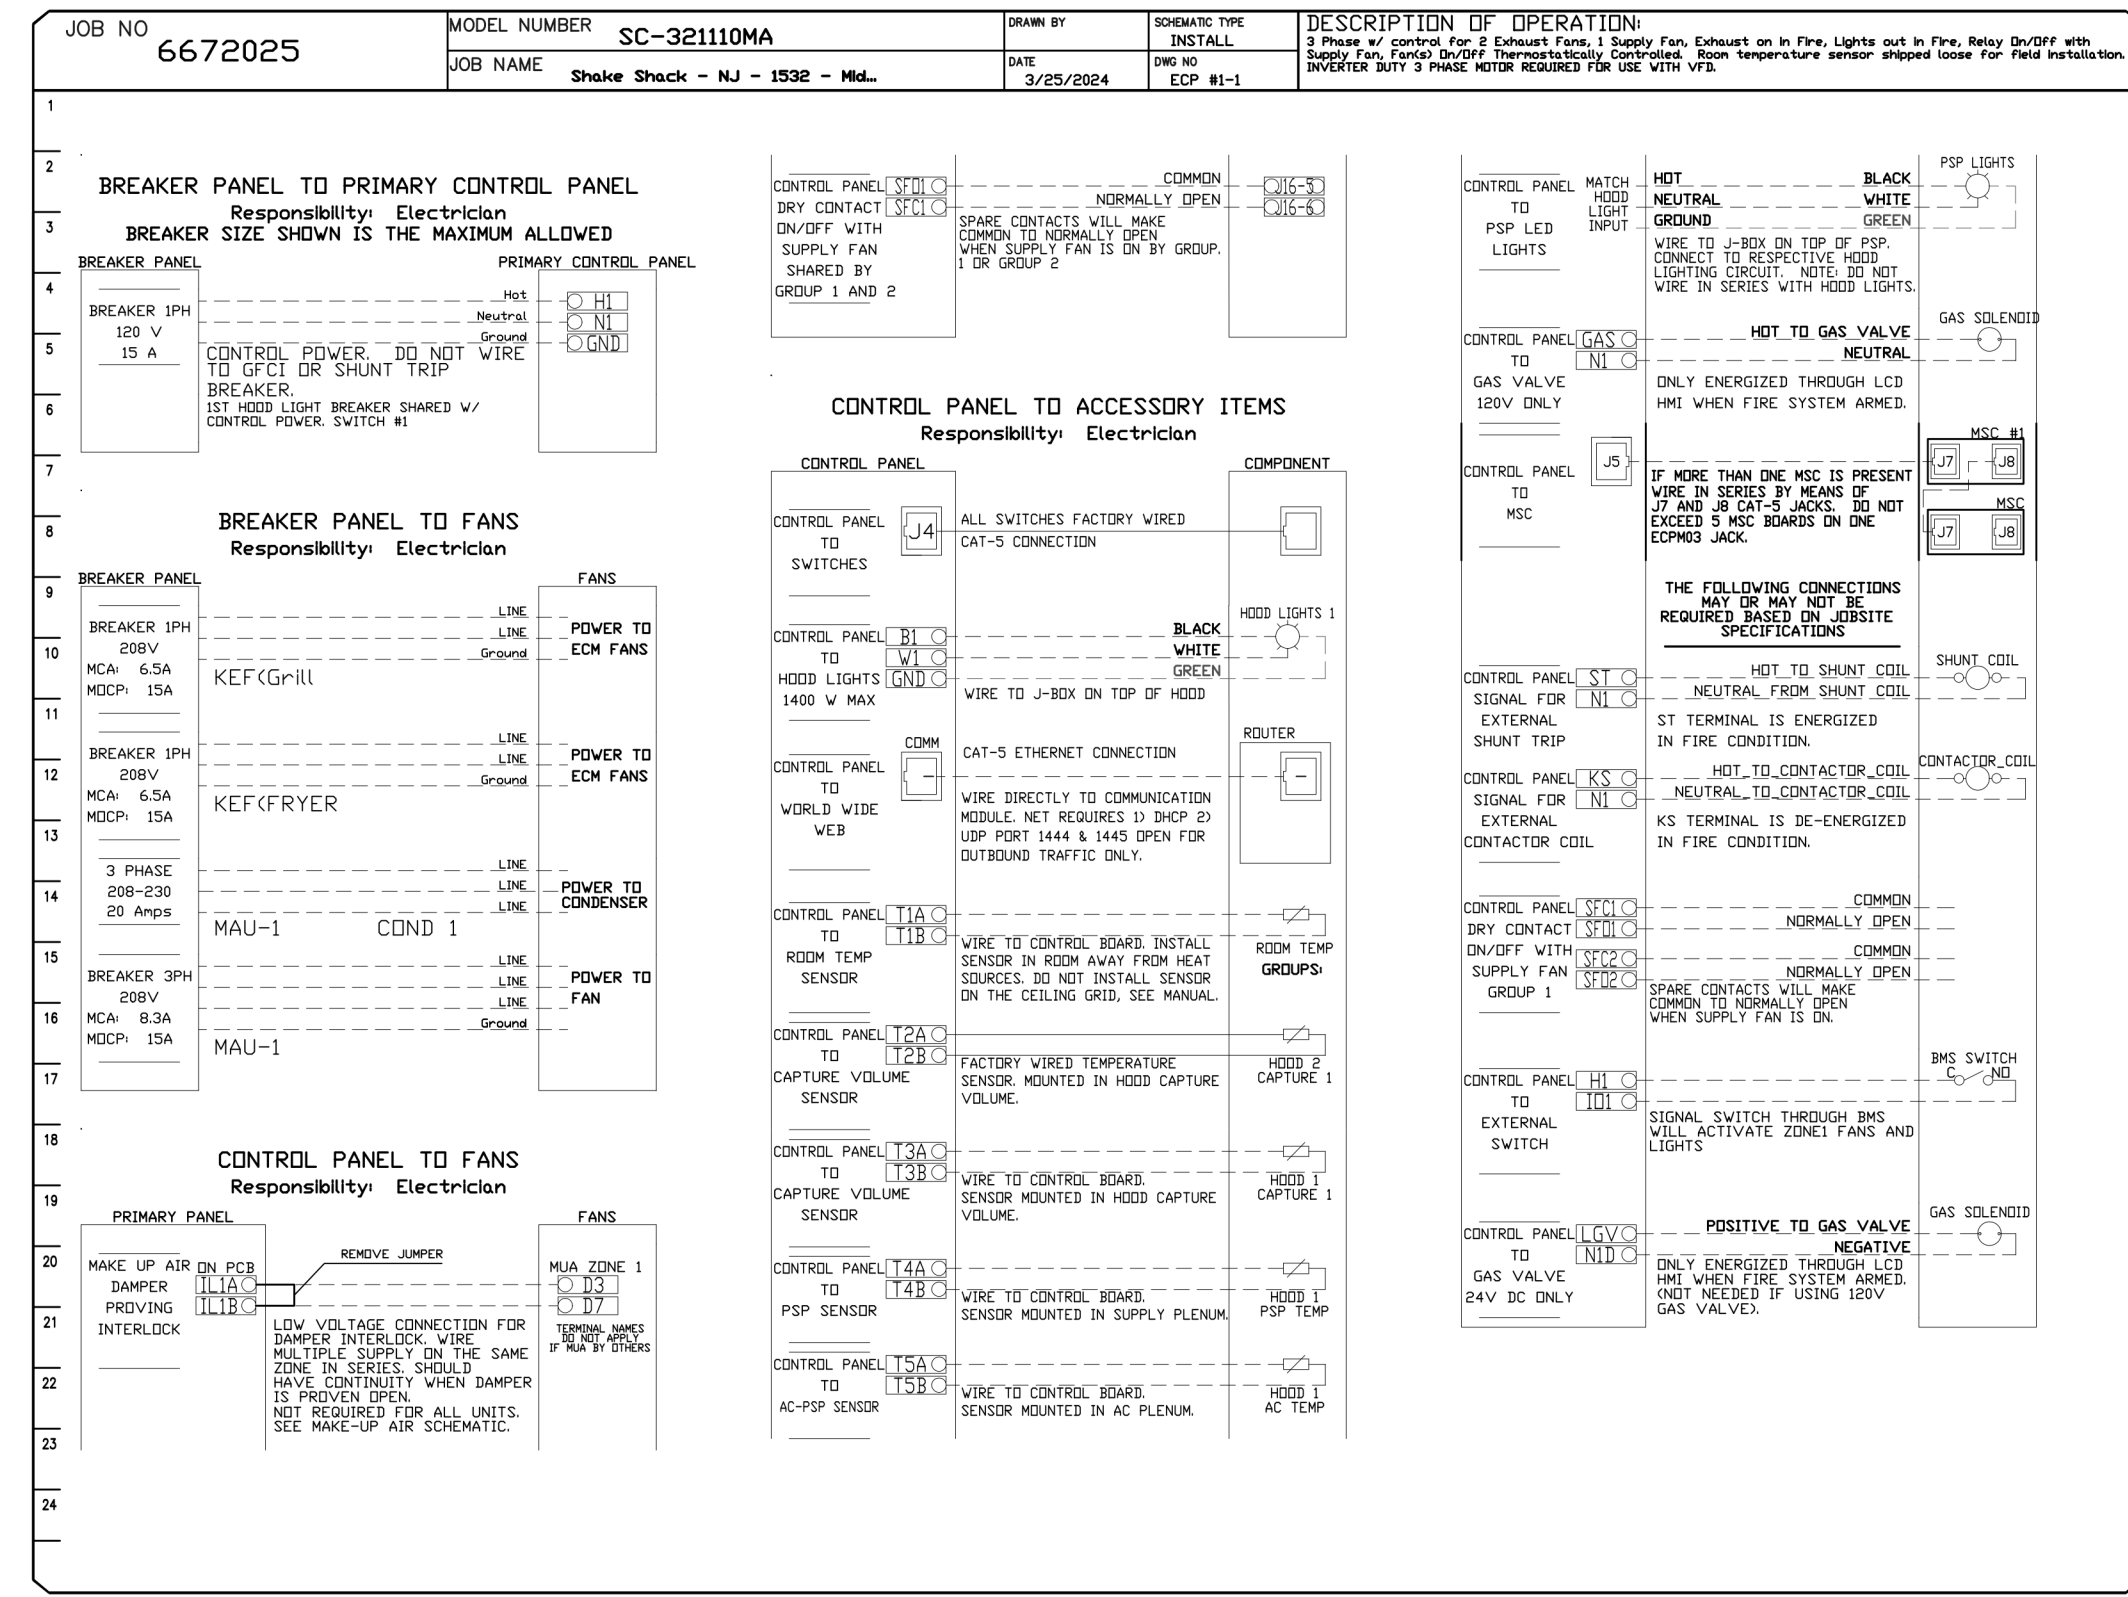 JOB NO
6672025
MODEL NUMBER
SC-321110MA
JOB NAME
Shake Shack - NJ - 1532 - Mid...
DRAWN BY
DATE
3/25/2024
SCHEMATIC TYPE
INSTALL
DWG NO
ECP #1-1
DESCRIPTION OF OPERATION:
3 Phase w/ control for 2 Exhaust Fans, 1 Supply Fan, Exhaust on in Fire, Lights out in Fire, Relay On/Off with
Supply Fan, Fan(s) On/Off Thermostatically Controlled. Room temperature sensor shipped loose for field installation.
INVERTER DUTY 3 PHASE MOTOR REQUIRED FOR USE WITH VFD.
1
2
3
4
5
6
7
8
9
10
11
12
13
14
15
16
17
18
19
20
21
22
23
24
BREAKER PANEL TO PRIMARY CONTROL PANEL
Responsibility: Electrician
BREAKER SIZE SHOWN IS THE MAXIMUM ALLOWED
BREAKER PANEL
PRIMARY CONTROL PANEL
BREAKER 1PH
120 V
15 A
Hot
Neutral
Ground
H1
N1
GND
CONTROL POWER. DO NOT WIRE
TO GFCI OR SHUNT TRIP
BREAKER.
1ST HOOD LIGHT BREAKER SHARED W/
CONTROL POWER. SWITCH #1
BREAKER PANEL TO FANS
Responsibility: Electrician
BREAKER PANEL
FANS
BREAKER 1PH
208V
MCA: 6.5A
MOCP: 15A
LINE
LINE
Ground
POWER TO
ECM FANS
KEF(Grill
BREAKER 1PH
208V
MCA: 6.5A
MOCP: 15A
LINE
LINE
Ground
POWER TO
ECM FANS
KEF(FRYER
3 PHASE
208-230
20 Amps
LINE
LINE
LINE
POWER TO
CONDENSER
MAU-1 COND 1
BREAKER 3PH
208V
MCA: 8.3A
MOCP: 15A
LINE
LINE
LINE
Ground
POWER TO
FAN
MAU-1
CONTROL PANEL TO FANS
Responsibility: Electrician
PRIMARY PANEL
FANS
MAKE UP AIR
DAMPER
PROVING
INTERLOCK
ON PCB
IL1A
IL1B
REMOVE JUMPER
MUA ZONE 1
D3
D7
TERMINAL NAMES
DO NOT APPLY
IF MUA BY OTHERS
LOW VOLTAGE CONNECTION FOR
DAMPER INTERLOCK. WIRE
MULTIPLE SUPPLY ON THE SAME
ZONE IN SERIES. SHOULD
HAVE CONTINUITY WHEN DAMPER
IS PROVEN OPEN.
NOT REQUIRED FOR ALL UNITS.
SEE MAKE-UP AIR SCHEMATIC.
CONTROL PANEL
DRY CONTACT
ON/OFF WITH
SUPPLY FAN
SHARED BY
GROUP 1 AND 2
SFO1
SFC1
COMMON
NORMALLY OPEN
J16-5
J16-6
SPARE CONTACTS WILL MAKE
COMMON TO NORMALLY OPEN
WHEN SUPPLY FAN IS ON BY GROUP.
1 OR GROUP 2
CONTROL PANEL TO ACCESSORY ITEMS
Responsibility: Electrician
CONTROL PANEL
COMPONENT
CONTROL PANEL
TO
SWITCHES
J4
ALL SWITCHES FACTORY WIRED
CAT-5 CONNECTION
CONTROL PANEL
TO
HOOD LIGHTS
1400 W MAX
B1
W1
GND
BLACK
WHITE
GREEN
HOOD LIGHTS 1
WIRE TO J-BOX ON TOP OF HOOD
CONTROL PANEL
TO
WORLD WIDE
WEB
COMM
CAT-5 ETHERNET CONNECTION
ROUTER
WIRE DIRECTLY TO COMMUNICATION
MODULE. NET REQUIRES 1) DHCP 2)
UDP PORT 1444 & 1445 OPEN FOR
OUTBOUND TRAFFIC ONLY.
CONTROL PANEL
TO
ROOM TEMP
SENSOR
T1A
T1B
WIRE TO CONTROL BOARD. INSTALL
SENSOR IN ROOM AWAY FROM HEAT
SOURCES. DO NOT INSTALL SENSOR
ON THE CEILING GRID, SEE MANUAL.
ROOM TEMP
GROUPS:
CONTROL PANEL
TO
CAPTURE VOLUME
SENSOR
T2A
T2B
FACTORY WIRED TEMPERATURE
SENSOR. MOUNTED IN HOOD CAPTURE
VOLUME.
HOOD 2
CAPTURE 1
CONTROL PANEL
TO
CAPTURE VOLUME
SENSOR
T3A
T3B
WIRE TO CONTROL BOARD.
SENSOR MOUNTED IN HOOD CAPTURE
VOLUME.
HOOD 1
CAPTURE 1
CONTROL PANEL
TO
PSP SENSOR
T4A
T4B
WIRE TO CONTROL BOARD.
SENSOR MOUNTED IN SUPPLY PLENUM.
HOOD 1
PSP TEMP
CONTROL PANEL
TO
AC-PSP SENSOR
T5A
T5B
WIRE TO CONTROL BOARD.
SENSOR MOUNTED IN AC PLENUM.
HOOD 1
AC TEMP
CONTROL PANEL
TO
PSP LED
LIGHTS
MATCH
HOOD
LIGHT
INPUT
HOT
NEUTRAL
GROUND
BLACK
WHITE
GREEN
PSP LIGHTS
WIRE TO J-BOX ON TOP OF PSP.
CONNECT TO RESPECTIVE HOOD
LIGHTING CIRCUIT. NOTE: DO NOT
WIRE IN SERIES WITH HOOD LIGHTS.
CONTROL PANEL
TO
GAS VALVE
120V ONLY
GAS
N1
HOT TO GAS VALVE
NEUTRAL
GAS SOLENOID
ONLY ENERGIZED THROUGH LCD
HMI WHEN FIRE SYSTEM ARMED.
CONTROL PANEL
TO
MSC
J5
IF MORE THAN ONE MSC IS PRESENT
WIRE IN SERIES BY MEANS OF
J7 AND J8 CAT-5 JACKS. DO NOT
EXCEED 5 MSC BOARDS ON ONE
ECPM03 JACK.
MSC #1
J7
J8
MSC
J7
J8
THE FOLLOWING CONNECTIONS
MAY OR MAY NOT BE
REQUIRED BASED ON JOBSITE
SPECIFICATIONS
CONTROL PANEL
SIGNAL FOR
EXTERNAL
SHUNT TRIP
ST
N1
HOT TO SHUNT COIL
NEUTRAL FROM SHUNT COIL
SHUNT COIL
ST TERMINAL IS ENERGIZED
IN FIRE CONDITION.
CONTROL PANEL
SIGNAL FOR
EXTERNAL
CONTACTOR COIL
KS
N1
HOT_TO_CONTACTOR_COIL
NEUTRAL_TO_CONTACTOR_COIL
CONTACTOR_COIL
KS TERMINAL IS DE-ENERGIZED
IN FIRE CONDITION.
CONTROL PANEL
DRY CONTACT
ON/OFF WITH
SUPPLY FAN
GROUP 1
SFC1
SFO1
SFC2
SFO2
COMMON
NORMALLY OPEN
COMMON
NORMALLY OPEN
SPARE CONTACTS WILL MAKE
COMMON TO NORMALLY OPEN
WHEN SUPPLY FAN IS ON.
CONTROL PANEL
TO
EXTERNAL
SWITCH
H1
IO1
BMS SWITCH
C
NO
SIGNAL SWITCH THROUGH BMS
WILL ACTIVATE ZONE1 FANS AND
LIGHTS
CONTROL PANEL
TO
GAS VALVE
24V DC ONLY
LGV
N1D
POSITIVE TO GAS VALVE
NEGATIVE
GAS SOLENOID
ONLY ENERGIZED THROUGH LCD
HMI WHEN FIRE SYSTEM ARMED.
(NOT NEEDED IF USING 120V
GAS VALVE).